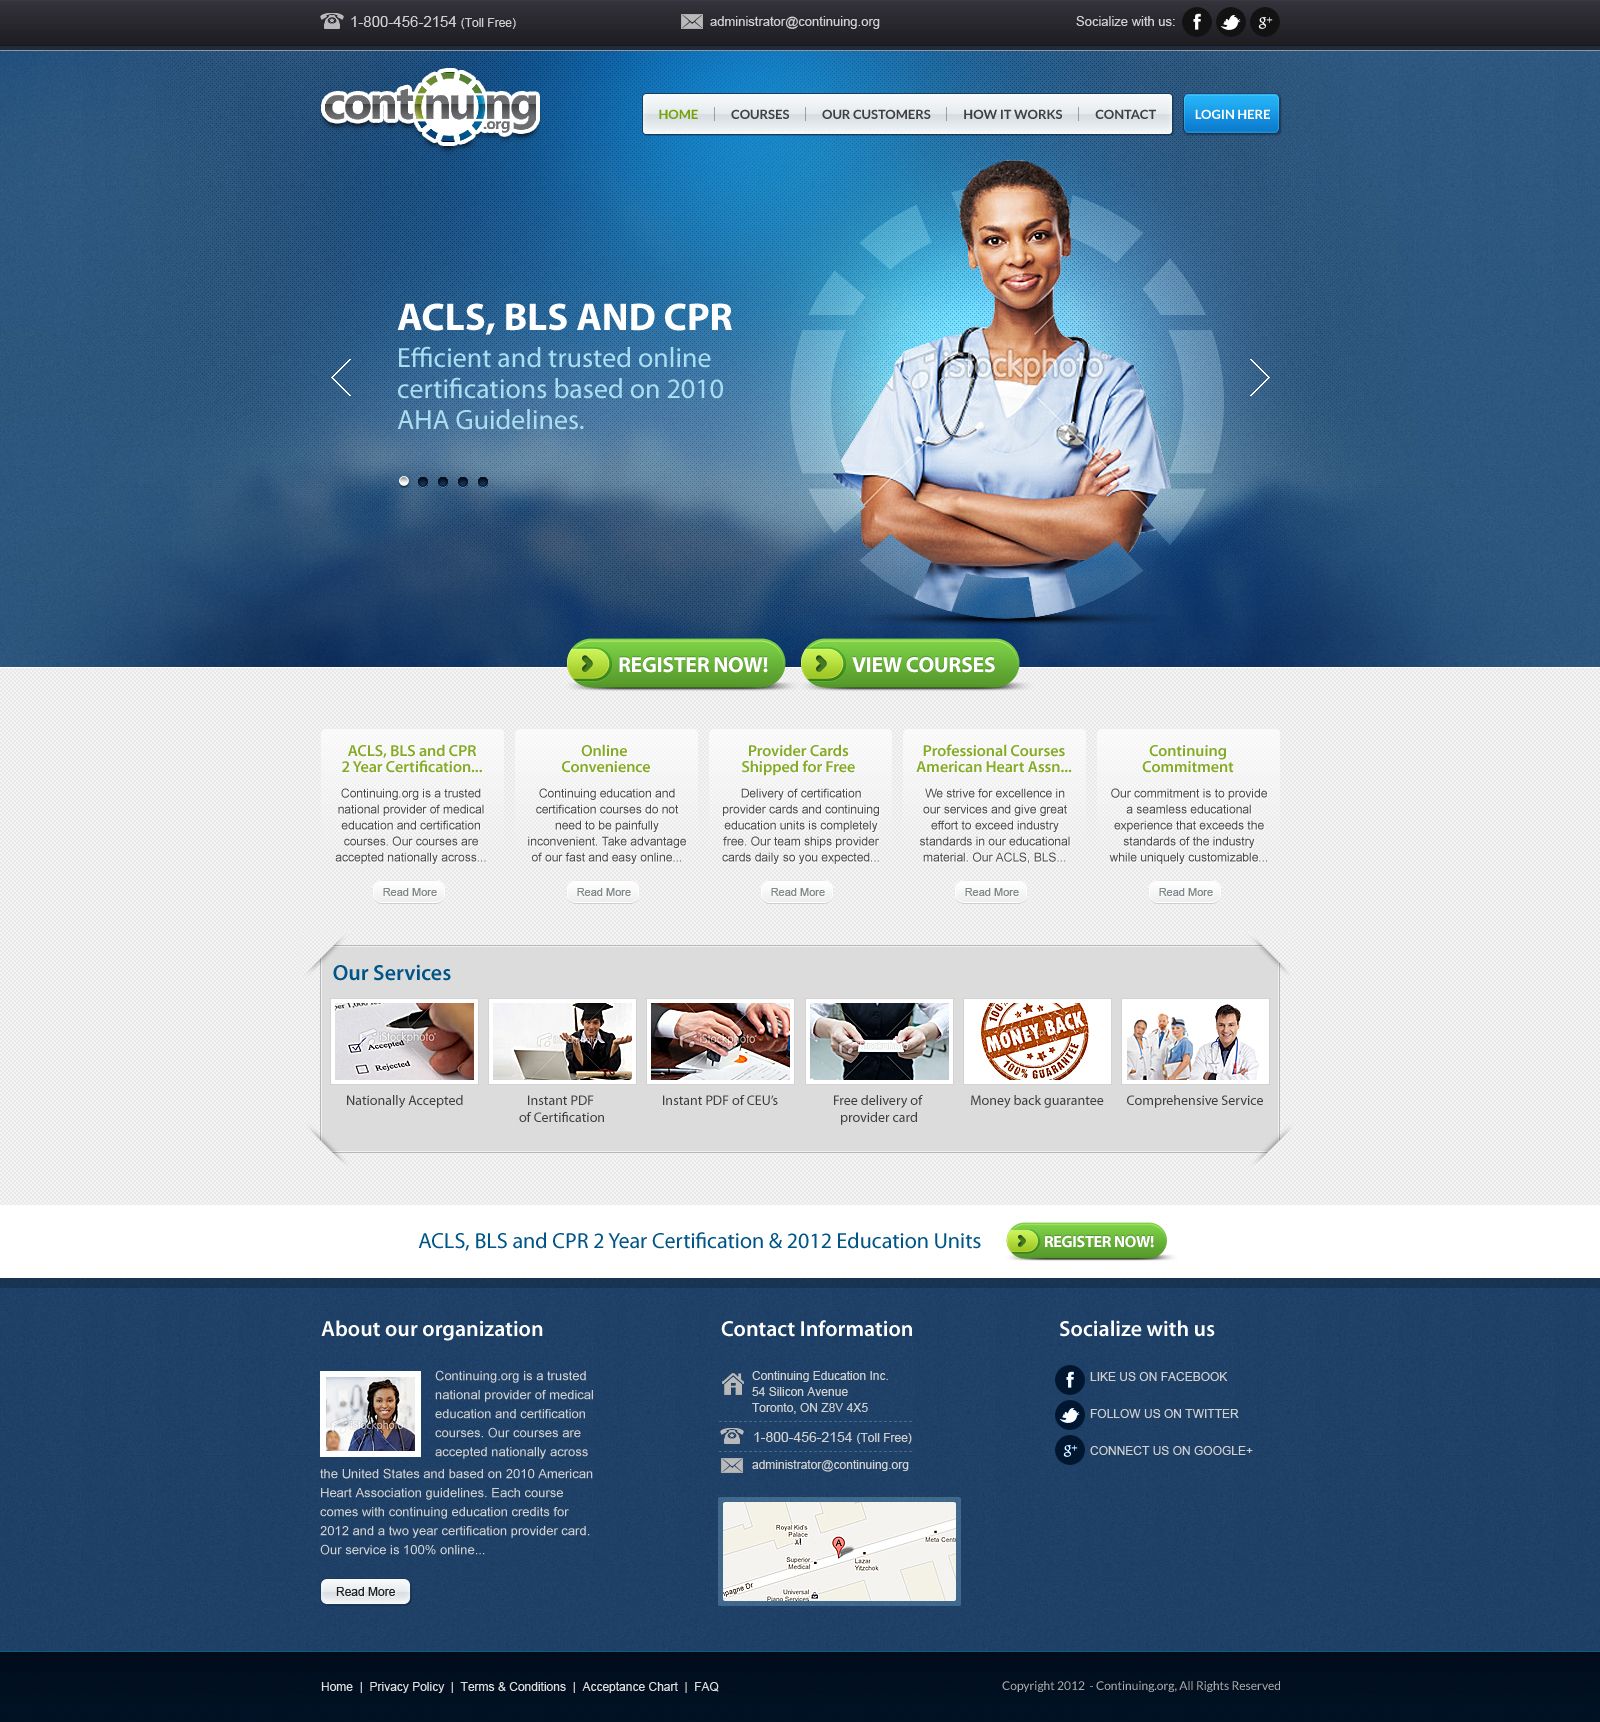 1-800-456-2154 (Toll Free)
administrator@continuing.org
Socialize with us:
continuing
.org
HOME
COURSES
OUR CUSTOMERS
HOW IT WORKS
CONTACT
LOGIN HERE
ACLS, BLS AND CPR
Efficient and trusted online
certifications based on 2010
AHA Guidelines.
iStockphoto
REGISTER NOW!
VIEW COURSES
ACLS, BLS and CPR
2 Year Certification...
Continuing.org is a trusted
national provider of medical
education and certification
courses. Our courses are
accepted nationally across...
Read More
Online
Convenience
Continuing education and
certification courses do not
need to be painfully
inconvenient. Take advantage
of our fast and easy online...
Read More
Provider Cards
Shipped for Free
Delivery of certification
provider cards and continuing
education units is completely
free. Our team ships provider
cards daily so you expected...
Read More
Professional Courses
American Heart Assn...
We strive for excellence in
our services and give great
effort to exceed industry
standards in our educational
material. Our ACLS, BLS...
Read More
Continuing
Commitment
Our commitment is to provide
a seamless educational
experience that exceeds the
standards of the industry
while uniquely customizable...
Read More
Our Services
Accepted
Rejected
iStockphoto
100%
MONEY BACK
100% GUARANTEE
Nationally Accepted
Instant PDF
of Certification
Instant PDF of CEU's
Free delivery of
provider card
Money back guarantee
Comprehensive Service
ACLS, BLS and CPR 2 Year Certification & 2012 Education Units
REGISTER NOW!
About our organization
Continuing.org is a trusted
national provider of medical
education and certification
courses. Our courses are
accepted nationally across
the United States and based on 2010 American
Heart Association guidelines. Each course
comes with continuing education credits for
2012 and a two year certification provider card.
Our service is 100% online...
Read More
Contact Information
Continuing Education Inc.
54 Silicon Avenue
Toronto, ON Z8V 4X5
1-800-456-2154 (Toll Free)
administrator@continuing.org
Royal Kid's
Palace
A
Meta Cent
Superior
Medical
Lazar
Yitzchok
pagne Dr
Universal
Piano Services
Socialize with us
LIKE US ON FACEBOOK
FOLLOW US ON TWITTER
CONNECT US ON GOOGLE+
Home | Privacy Policy | Terms & Conditions | Acceptance Chart | FAQ
Copyright 2012 - Continuing.org, All Rights Reserved